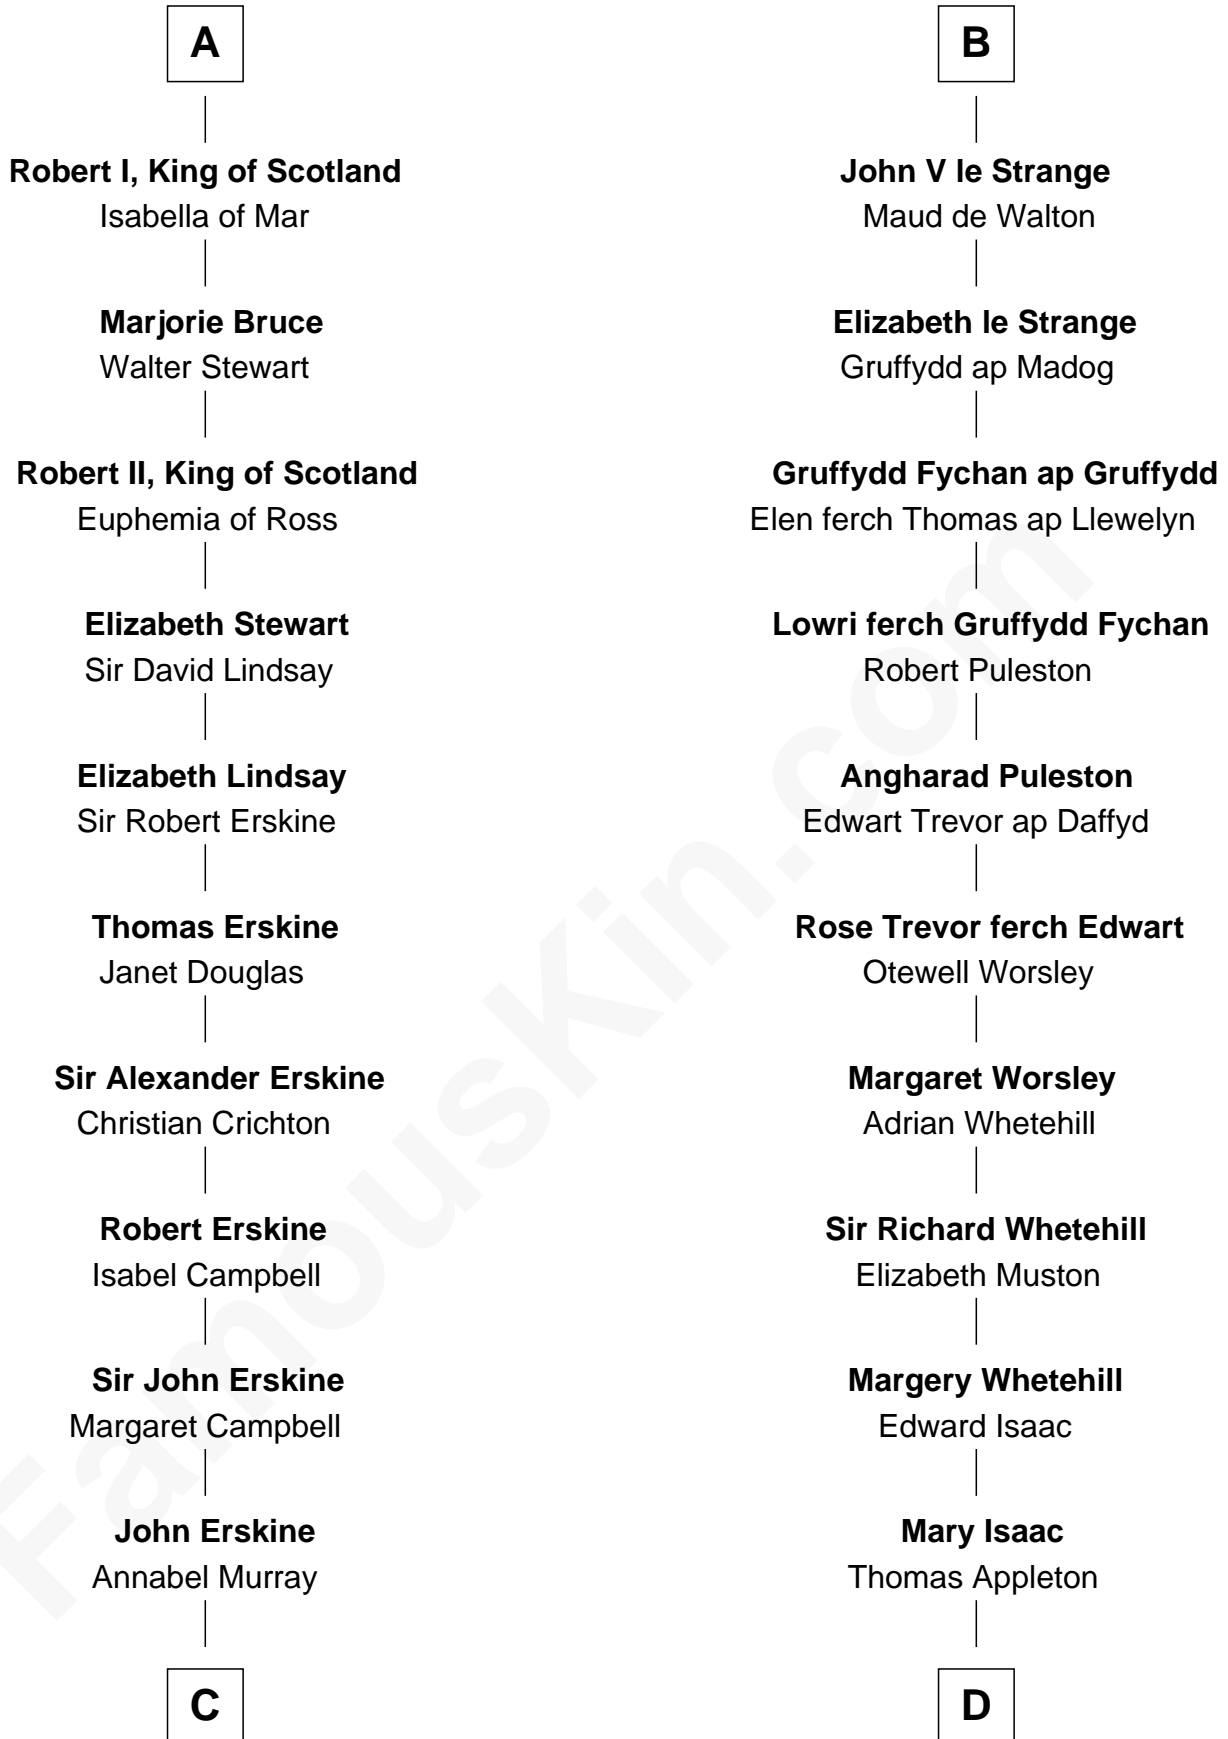 A
Robert I, King of Scotland
Isabella of Mar
Marjorie Bruce
Walter Stewart
Robert II, King of Scotland
Euphemia of Ross
Elizabeth Stewart
Sir David Lindsay
Elizabeth Lindsay
Sir Robert Erskine
Thomas Erskine
Janet Douglas
Sir Alexander Erskine
Christian Crichton
Robert Erskine
Isabel Campbell
Sir John Erskine
Margaret Campbell
John Erskine
Annabel Murray
C
B
John V le Strange
Maud de Walton
Elizabeth le Strange
Gruffydd ap Madog
Gruffydd Fychan ap Gruffydd
Elen ferch Thomas ap Llewelyn
Lowri ferch Gruffydd Fychan
Robert Puleston
Angharad Puleston
Edwart Trevor ap Daffyd
Rose Trevor ferch Edwart
Otewell Worsley
Margaret Worsley
Adrian Whetehill
Sir Richard Whetehill
Elizabeth Muston
Margery Whetehill
Edward Isaac
Mary Isaac
Thomas Appleton
D
FamousKin.com